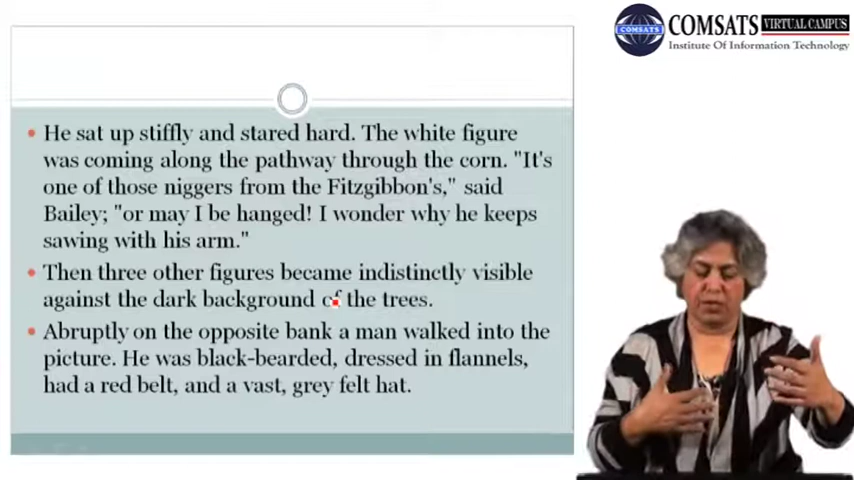 COMSATS VIRTUAL CAMPUS
COMSATS
Institute Of Information Technology
He sat up stiffly and stared hard. The white figure
was coming along the pathway through the corn. "It's
one of those niggers from the Fitzgibbon's," said
Bailey; "or may I be hanged! I wonder why he keeps
sawing with his arm."
Then three other figures became indistinctly visible
against the dark background of the trees.
Abruptly on the opposite bank a man walked into the
picture. He was black-bearded, dressed in flannels,
had a red belt, and a vast, grey felt hat.